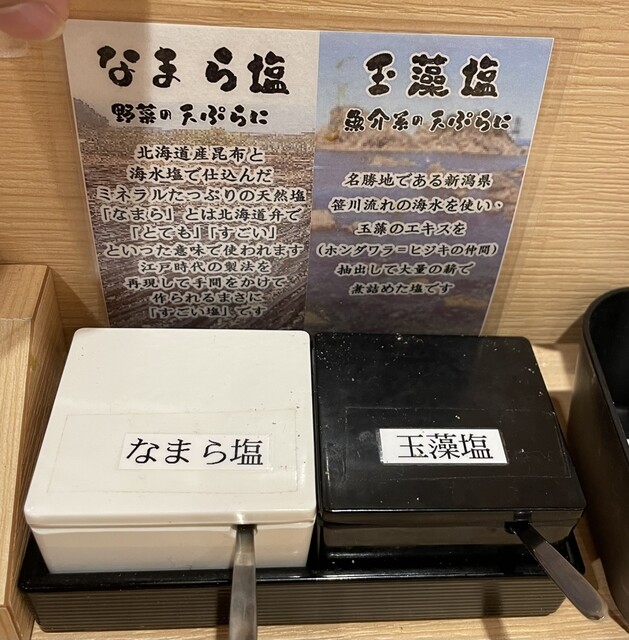 なまら塩
野菜の天ぷらに
北海道産昆布と
海水塩で仕込んだ
ミネラルたっぷりの天然塩
「なまら」とは北海道弁で
「とても」「すごい」
といった意味で使われます
江戸時代の製法を
再現して手間をかけて
作られるまさに
「すごい塩」です
玉藻塩
魚介系の天ぷらに
名勝地である新潟県
笹川流れの海水を使い、
玉藻のエキスを
(ホンダワラ=ヒジキの仲間)
抽出して大量の薪で
煮詰めた塩です
なまら塩
玉藻塩